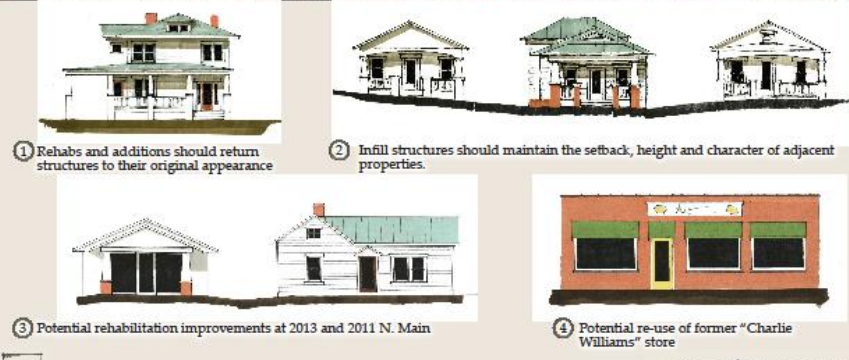 1 Rehabs and additions should return
structures to their original appearance
2 Infill structures should maintain the setback, height and character of adjacent
properties.
3 Potential rehabilitation improvements at 2013 and 2011 N. Main
4 Potential re-use of former “Charlie
Williams” store